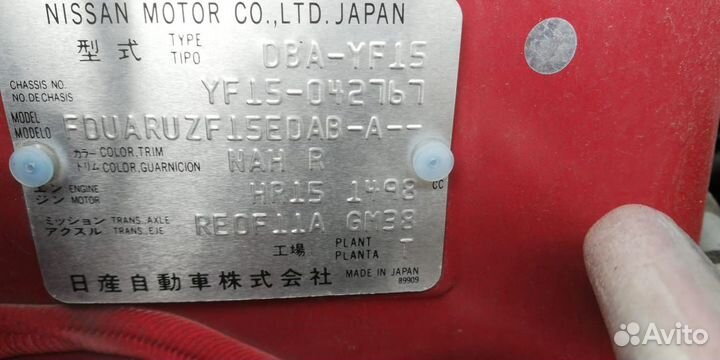 NISSAN MOTOR CO.,LTD. JAPAN
型式 TYPE TIPO DBA-YF15
CHASSIS NO. NO.DE CHASIS YF15-042767
MODEL MODELO FDUARUZF15EDAB-A--
カラー COLOR,TRIM トリム COLOR,GUARNICION NAH R
エンジン ENGINE MOTOR HR15 1498 CC
ミッション TRANS.,AXLE アクスル TRANS.,EJE RE0F11A GM38
工場 PLANT PLANTA T
日産自動車株式会社 MADE IN JAPAN
89909
Avito